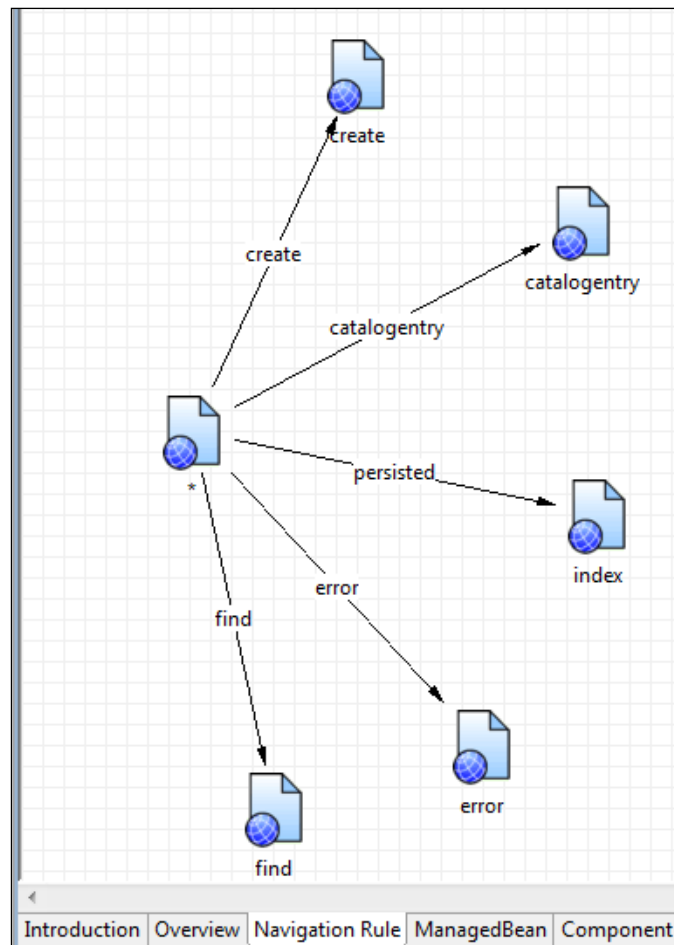 create
create
catalogentry
catalogentry
*
persisted
index
error
find
error
find
Introduction Overview Navigation Rule ManagedBean Component